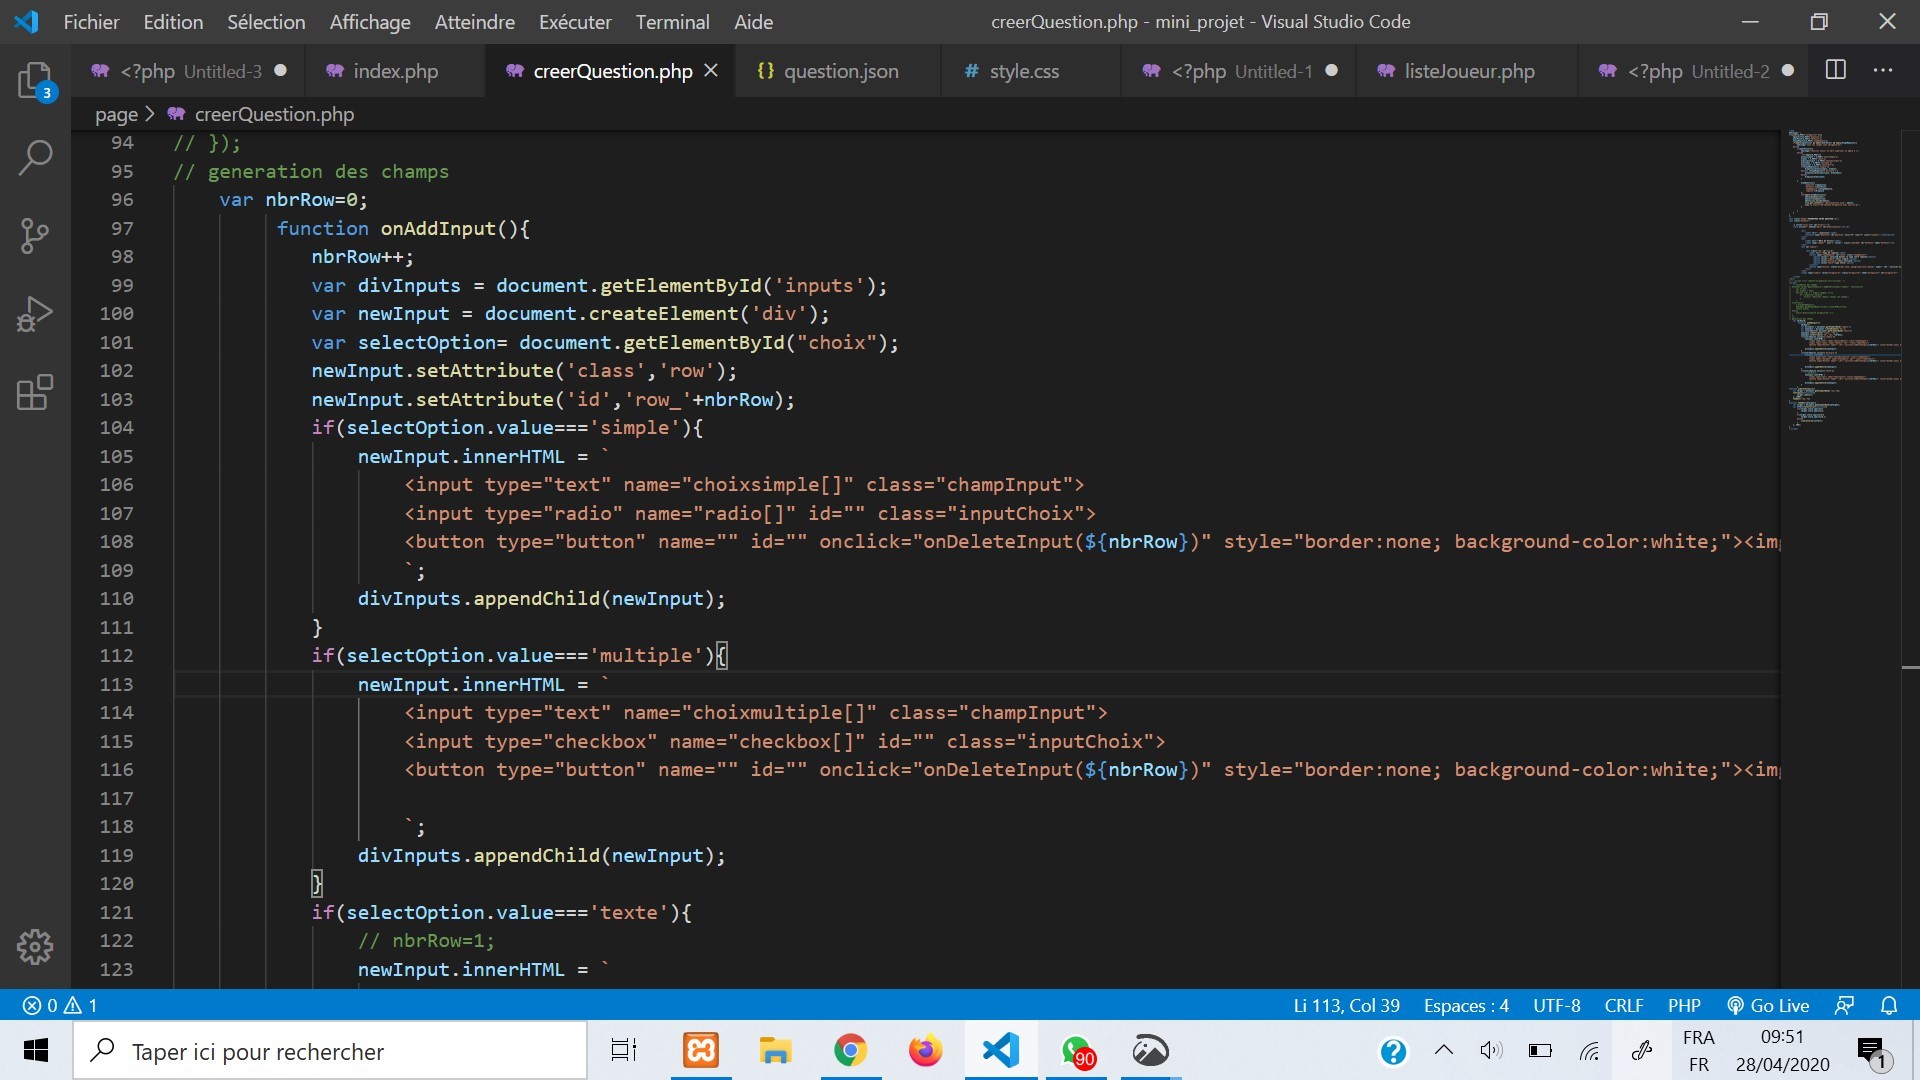 Fichier Edition Sélection Affichage Atteindre Exécuter Terminal Aide creerQuestion.php - mini_projet - Visual Studio Code
<?php Untitled-3 index.php creerQuestion.php question.json # style.css <?php Untitled-1 listeJoueur.php <?php Untitled-2
3
page > creerQuestion.php
94 // });
95 // generation des champs
96 var nbrRow=0;
97 function onAddInput(){
98 nbrRow++;
99 var divInputs = document.getElementById('inputs');
100 var newInput = document.createElement('div');
101 var selectOption= document.getElementById("choix");
102 newInput.setAttribute('class','row');
103 newInput.setAttribute('id','row_'+nbrRow);
104 if(selectOption.value==='simple'){
105 newInput.innerHTML = `
106 <input type="text" name="choixsimple[]" class="champInput">
107 <input type="radio" name="radio[]" id="" class="inputChoix">
108 <button type="button" name="" id="" onclick="onDeleteInput(${nbrRow})" style="border:none; background-color:white;"><img
109 `;
110 divInputs.appendChild(newInput);
111 }
112 if(selectOption.value==='multiple'){
113 newInput.innerHTML = `
114 <input type="text" name="choixmultiple[]" class="champInput">
115 <input type="checkbox" name="checkbox[]" id="" class="inputChoix">
116 <button type="button" name="" id="" onclick="onDeleteInput(${nbrRow})" style="border:none; background-color:white;"><img
117
118 `;
119 divInputs.appendChild(newInput);
120 }
121 if(selectOption.value==='texte'){
122 // nbrRow=1;
123 newInput.innerHTML = `
0 1 Li 113, Col 39 Espaces : 4 UTF-8 CRLF PHP Go Live
Taper ici pour rechercher
90
FRA
FR
09:51
28/04/2020
1